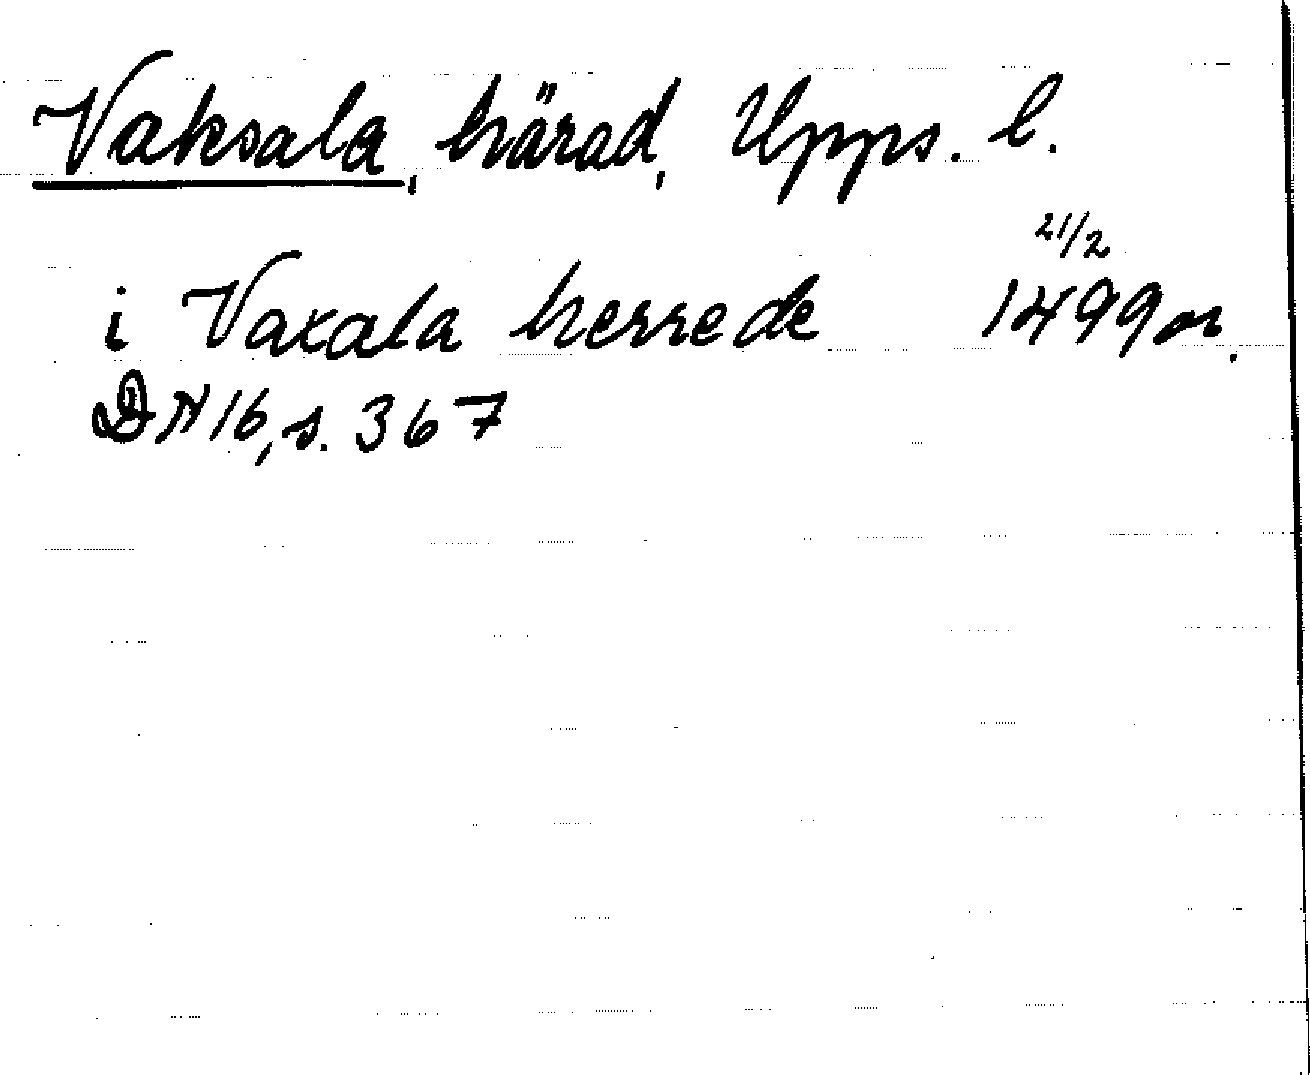 Vaksala, härad, Upps. l.
21/2
i Vaxala herrede 1499 or.
DN 16, s. 367